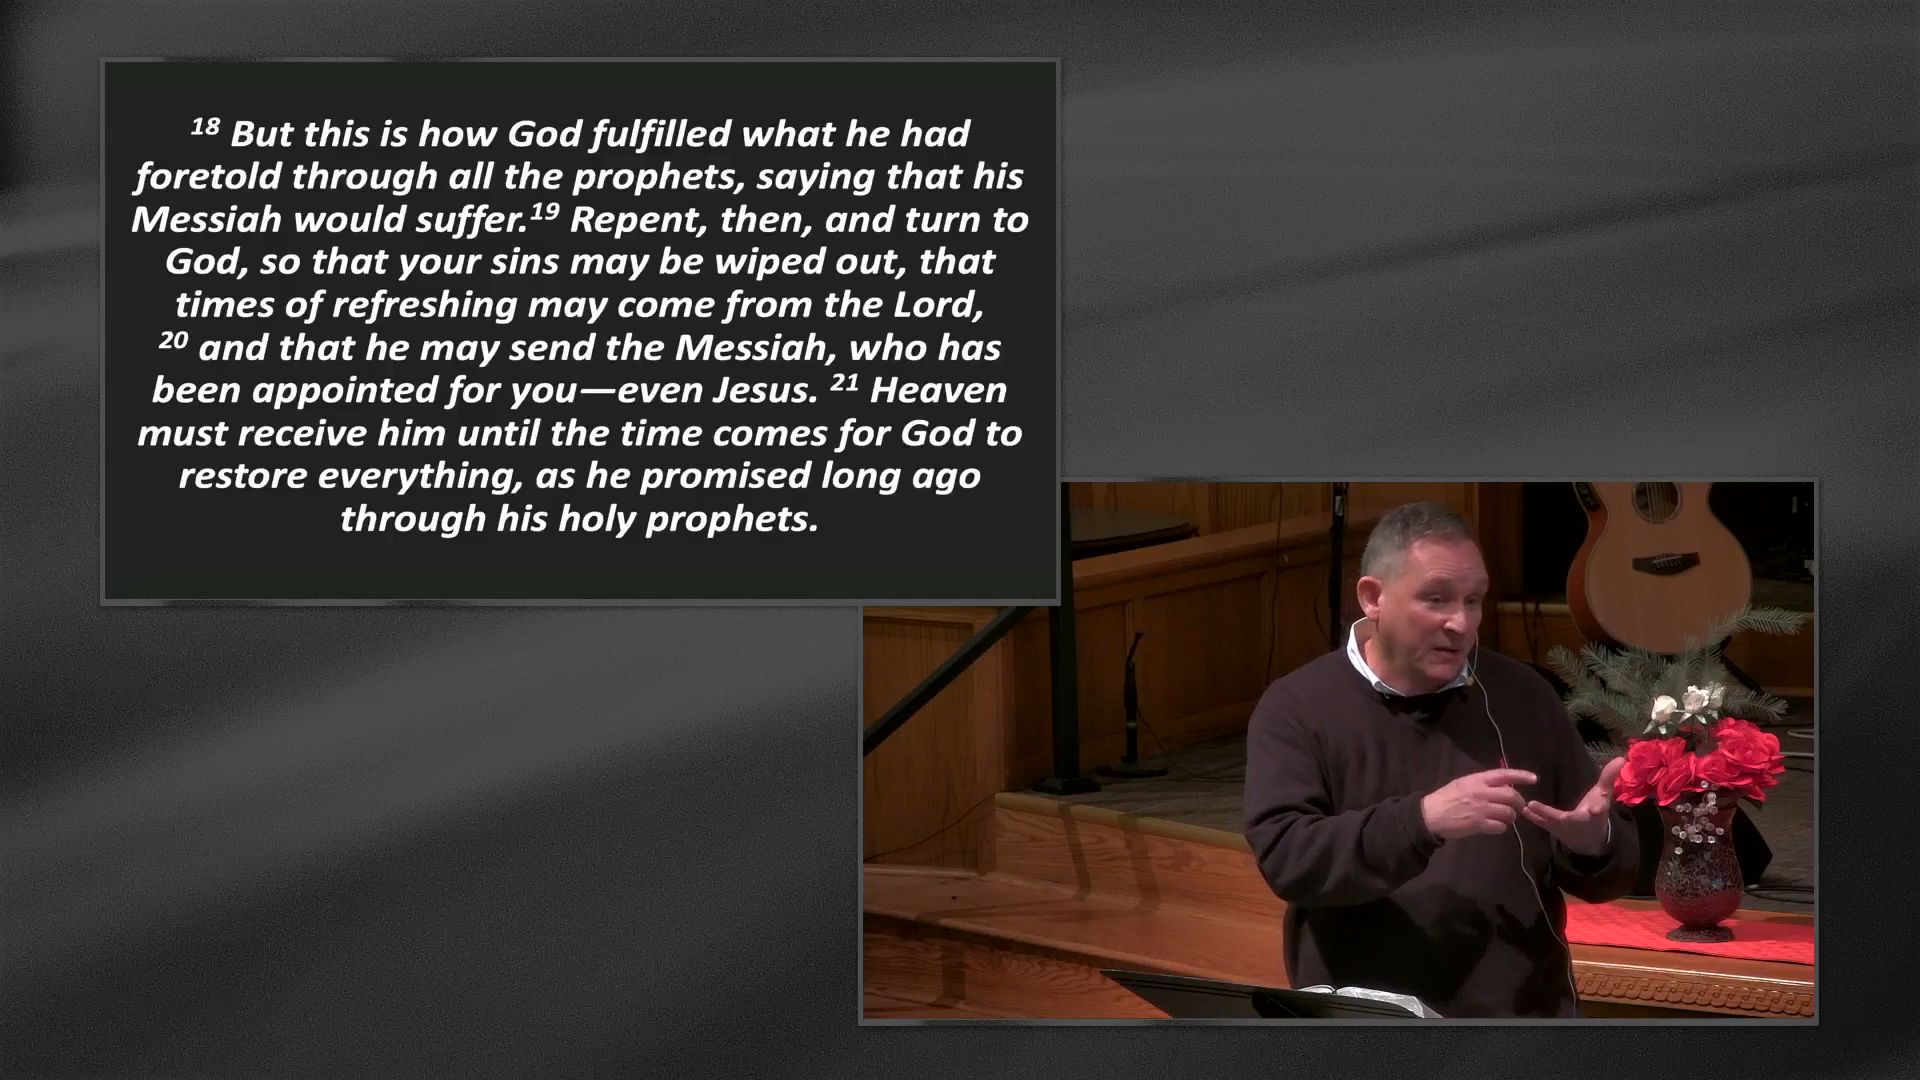 18 But this is how God fulfilled what he had
foretold through all the prophets, saying that his
Messiah would suffer.19 Repent, then, and turn to
God, so that your sins may be wiped out, that
times of refreshing may come from the Lord,
20 and that he may send the Messiah, who has
been appointed for you—even Jesus. 21 Heaven
must receive him until the time comes for God to
restore everything, as he promised long ago
through his holy prophets.